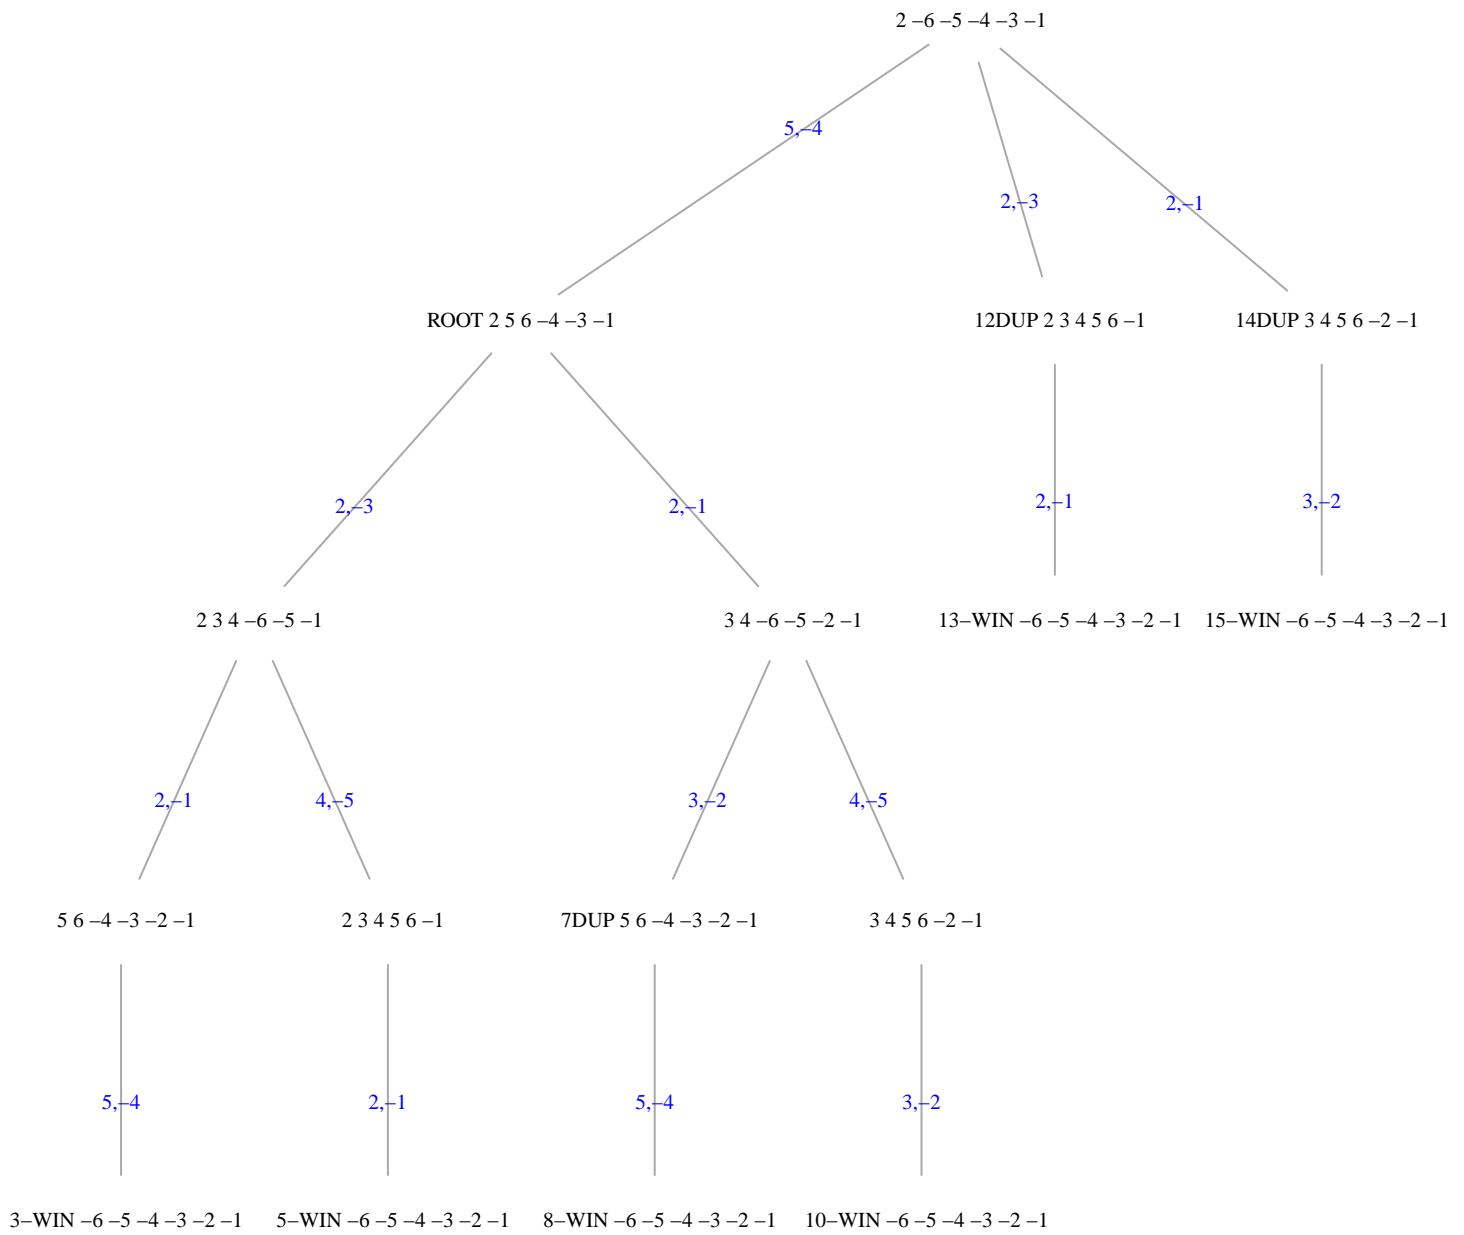 2 –6 –5 –4 –3 –1
5,–4
2,–3
2,–1
ROOT 2 5 6 –4 –3 –1
12DUP 2 3 4 5 6 –1
14DUP 3 4 5 6 –2 –1
2,–3
2,–1
2,–1
3,–2
2 3 4 –6 –5 –1
3 4 –6 –5 –2 –1
13–WIN –6 –5 –4 –3 –2 –1
15–WIN –6 –5 –4 –3 –2 –1
2,–1
4,–5
3,–2
4,–5
5 6 –4 –3 –2 –1
2 3 4 5 6 –1
7DUP 5 6 –4 –3 –2 –1
3 4 5 6 –2 –1
5,–4
2,–1
5,–4
3,–2
3–WIN –6 –5 –4 –3 –2 –1
5–WIN –6 –5 –4 –3 –2 –1
8–WIN –6 –5 –4 –3 –2 –1
10–WIN –6 –5 –4 –3 –2 –1